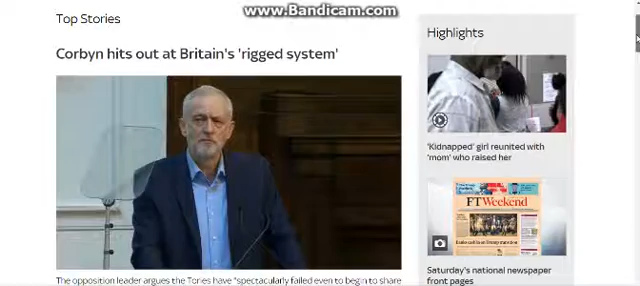 www.Bandicam.com
Top Stories
Corbyn hits out at Britain's 'rigged system'
The opposition leader argues the Tories have "spectacularly failed even to begin to share
Highlights
'Kidnapped' girl reunited with
'mom' who raised her
FTWeekend
Saturday's national newspaper
front pages